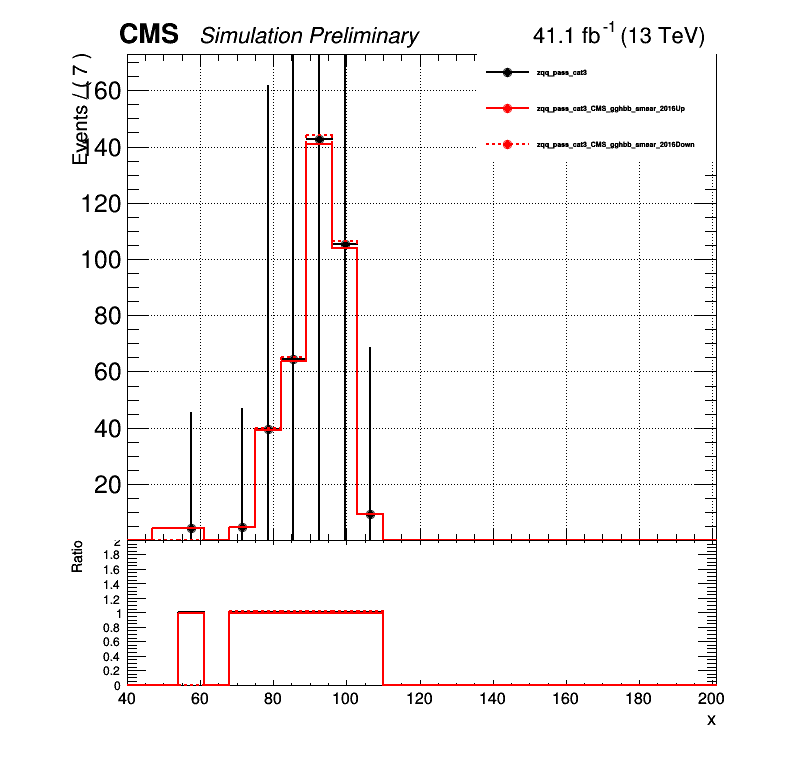 CMS Simulation Preliminary 41.1 fb-1 (13 TeV)
Events / ( 7 )
160
140
120
100
80
60
40
20
zqq_pass_cat3
zqq_pass_cat3_CMS_gghbb_smear_2016Up
zqq_pass_cat3_CMS_gghbb_smear_2016Down
Ratio
2
1.8
1.6
1.4
1.2
1
0.8
0.6
0.4
0.2
0
40 60 80 100 120 140 160 180 200
x